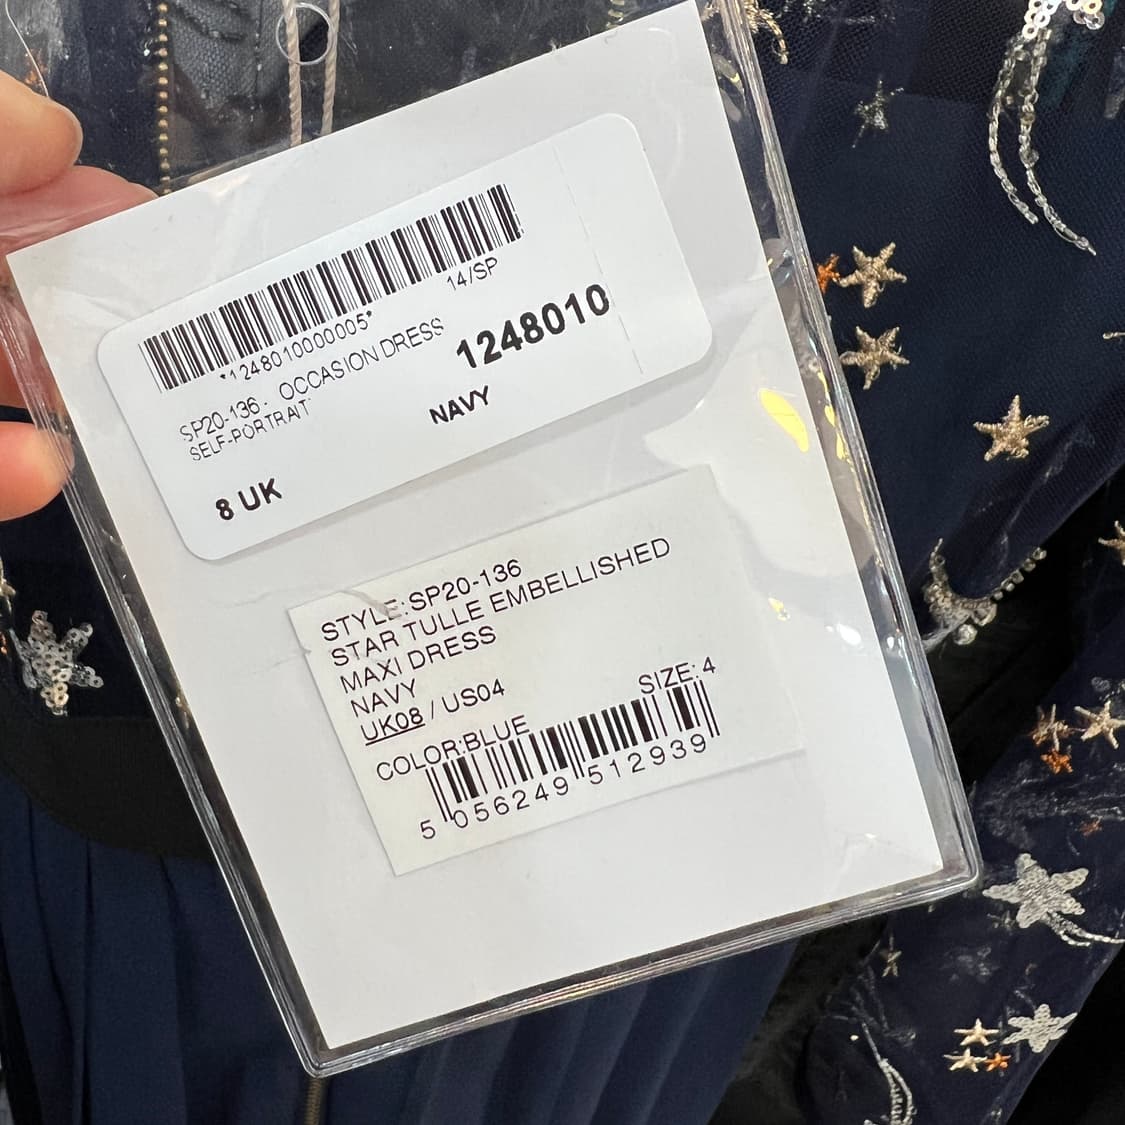 14/SP
*1248010000005*
SP20-136- OCCASION DRESS
SELF-PORTRAIT
1248010
NAVY
8 UK
STYLE:SP20-136
STAR TULLE EMBELLISHED
MAXI DRESS
NAVY
UK08 / US04
SIZE: 4
COLOR:BLUE
5 056249 512939